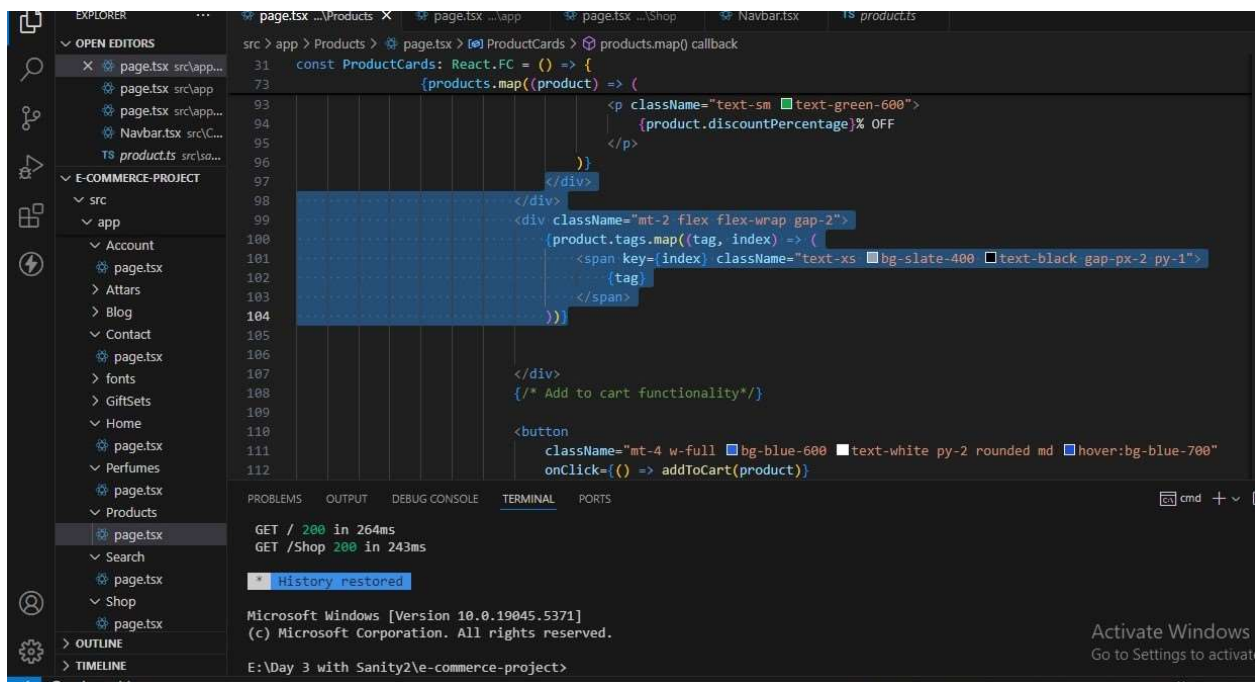 EXPLORER
OPEN EDITORS
page.tsx src\app...
page.tsx src\app
page.tsx src\app...
Navbar.tsx src\C...
TS product.ts src\sa...
E-COMMERCE-PROJECT
src
app
Account
page.tsx
Attars
Blog
Contact
page.tsx
fonts
GiftSets
Home
page.tsx
Perfumes
page.tsx
Products
page.tsx
Search
page.tsx
Shop
page.tsx
OUTLINE
TIMELINE
page.tsx ...\Products X page.tsx ...\app page.tsx ...\Shop Navbar.tsx TS product.ts
src > app > Products > page.tsx > ProductCards > products.map() callback
31 const ProductCards: React.FC = () => {
73 {products.map((product) => (
93 <p className="text-sm text-green-600">
94 {product.discountPercentage}% OFF
95 </p>
96 )}
97 </div>
98 </div>
99 <div className="mt-2 flex flex-wrap gap-2">
100 {product.tags.map((tag, index) => (
101 <span key={index} className="text-xs bg-slate-400 text-black gap-px-2 py-1">
102 {tag}
103 </span>
104 ))}
105
106
107 </div>
108 {/* Add to cart functionality*/}
109
110 <button
111 className="mt-4 w-full bg-blue-600 text-white py-2 rounded md hover:bg-blue-700"
112 onClick={() => addToCart(product)}
PROBLEMS OUTPUT DEBUG CONSOLE TERMINAL PORTS cmd
GET / 200 in 264ms
GET /Shop 200 in 243ms
* History restored
Microsoft Windows [Version 10.0.19045.5371]
(c) Microsoft Corporation. All rights reserved.
E:\Day 3 with Sanity2\e-commerce-project>
Activate Windows
Go to Settings to activat